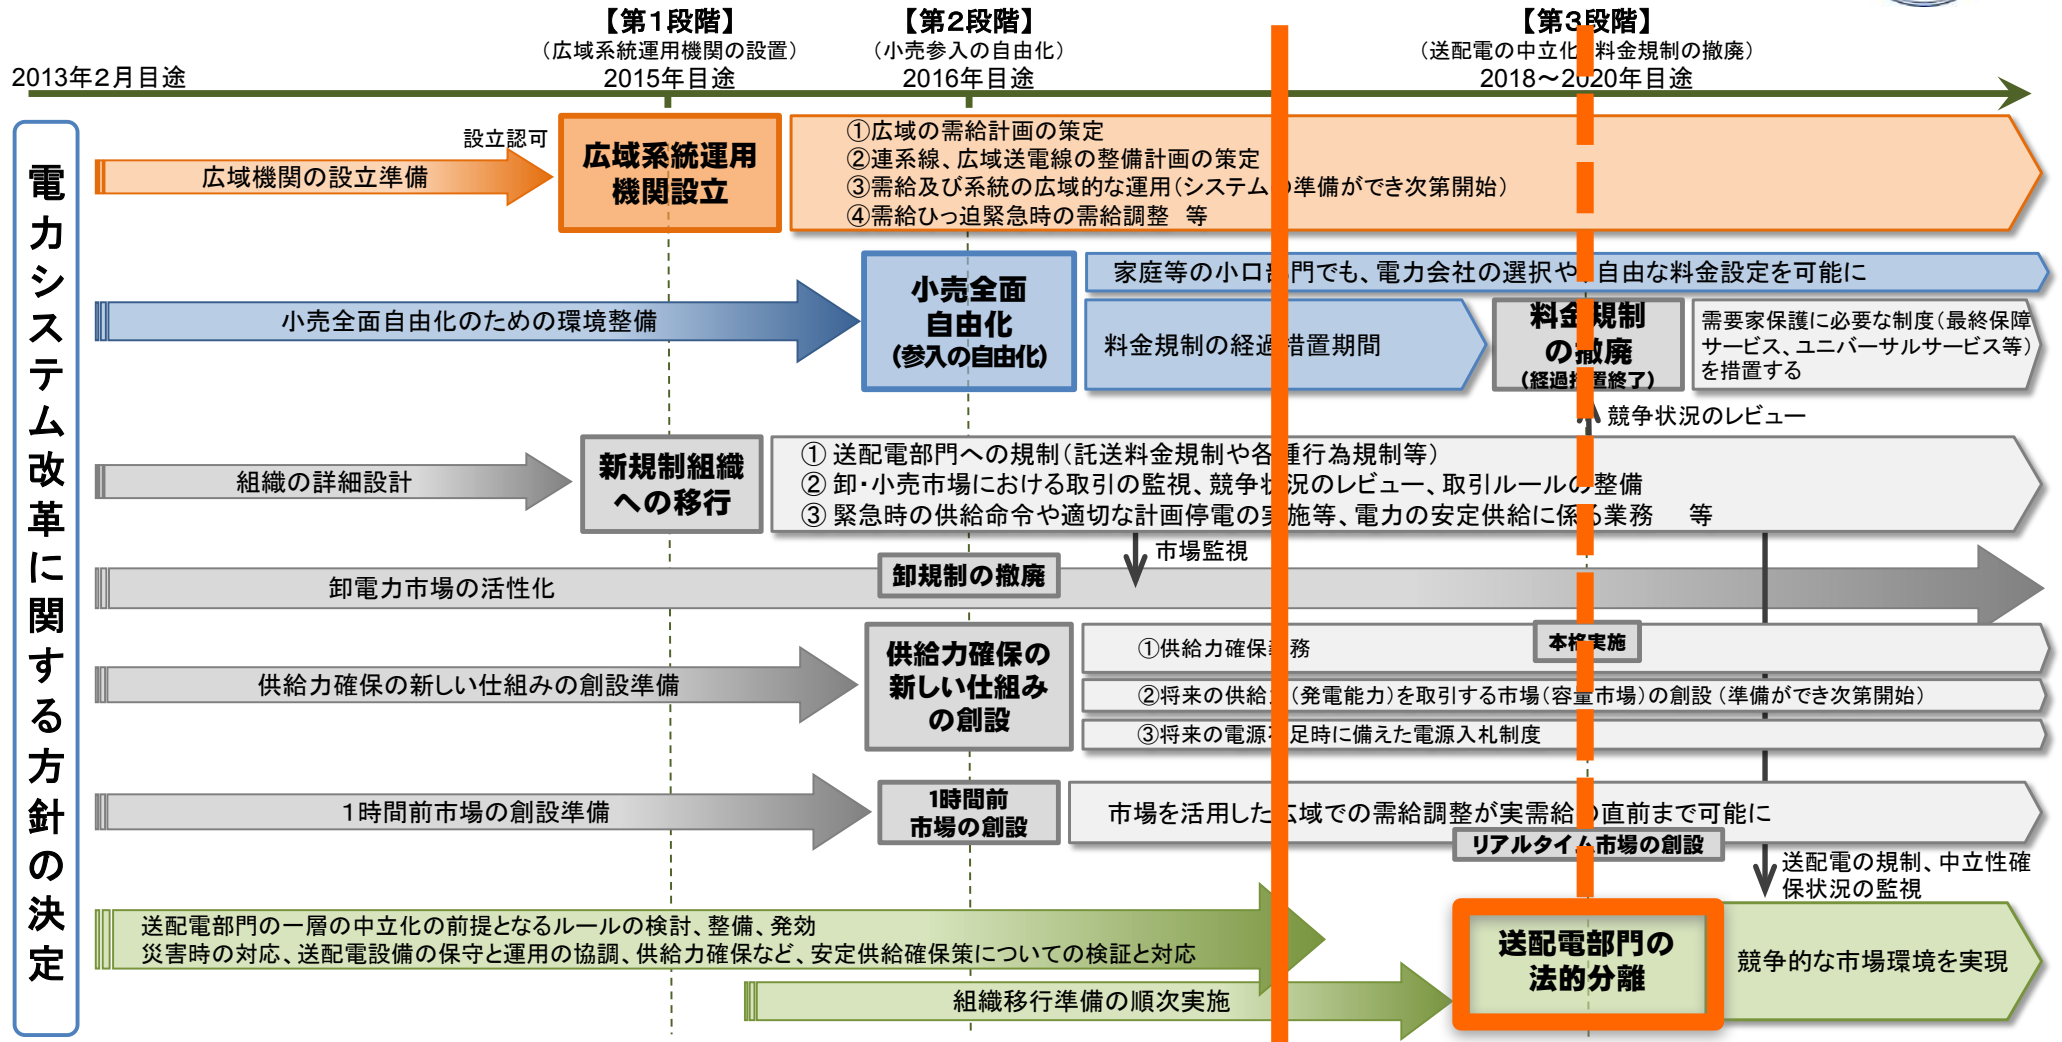 【第1段階】
（広域系統運用機関の設置）
2015年目途
【第2段階】
（小売参入の自由化）
2016年目途
【第3段階】
（送配電の中立化、料金規制の撤廃）
2018～2020年目途
2013年2月目途
電力システム改革に関する方針の決定
設立認可
広域機関の設立準備
広域系統運用
機関設立
①広域の需給計画の策定
②連系線、広域送電線の整備計画の策定
③需給及び系統の広域的な運用（システムの準備ができ次第開始）
④需給ひっ迫緊急時の需給調整　等
小売全面自由化のための環境整備
小売全面
自由化
（参入の自由化）
家庭等の小口部門でも、電力会社の選択や、自由な料金設定を可能に
料金規制の経過措置期間
料金規制
の撤廃
（経過措置終了）
需要家保護に必要な制度（最終保障
サービス、ユニバーサルサービス等）
を措置する
競争状況のレビュー
組織の詳細設計
新規制組織
への移行
① 送配電部門への規制（託送料金規制や各種行為規制等）
② 卸・小売市場における取引の監視、競争状況のレビュー、取引ルールの整備
③ 緊急時の供給命令や適切な計画停電の実施等、電力の安定供給に係る業務　等
市場監視
卸電力市場の活性化
卸規制の撤廃
供給力確保の新しい仕組みの創設準備
供給力確保の
新しい仕組み
の創設
①供給力確保義務
本格実施
②将来の供給力（発電能力）を取引する市場（容量市場）の創設（準備ができ次第開始）
③将来の電源不足時に備えた電源入札制度
1時間前市場の創設準備
1時間前
市場の創設
市場を活用した広域での需給調整が実需給の直前まで可能に
リアルタイム市場の創設
送配電の規制、中立性確
保状況の監視
送配電部門の一層の中立化の前提となるルールの検討、整備、発効
災害時の対応、送配電設備の保守と運用の協調、供給力確保など、安定供給確保策についての検証と対応
組織移行準備の順次実施
送配電部門の
法的分離
競争的な市場環境を実現